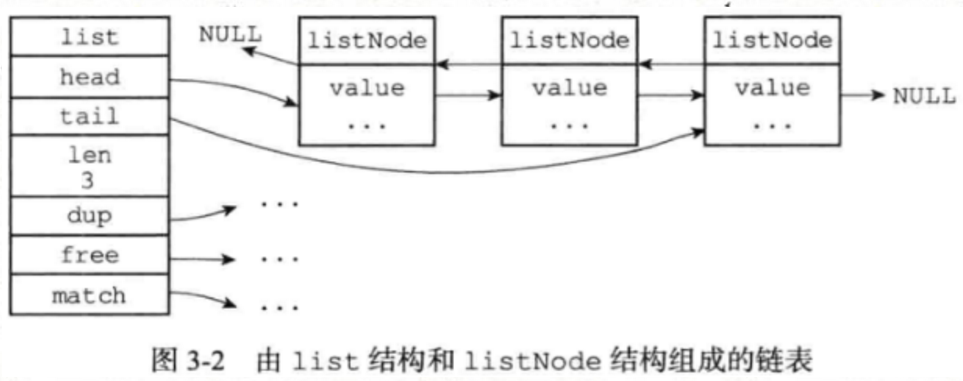 list
head
tail
len
3
dup
free
match
NULL
listNode
value
...
listNode
value
...
listNode
value
...
NULL
...
...
...
图 3-2 由 list 结构和 listNode 结构组成的链表